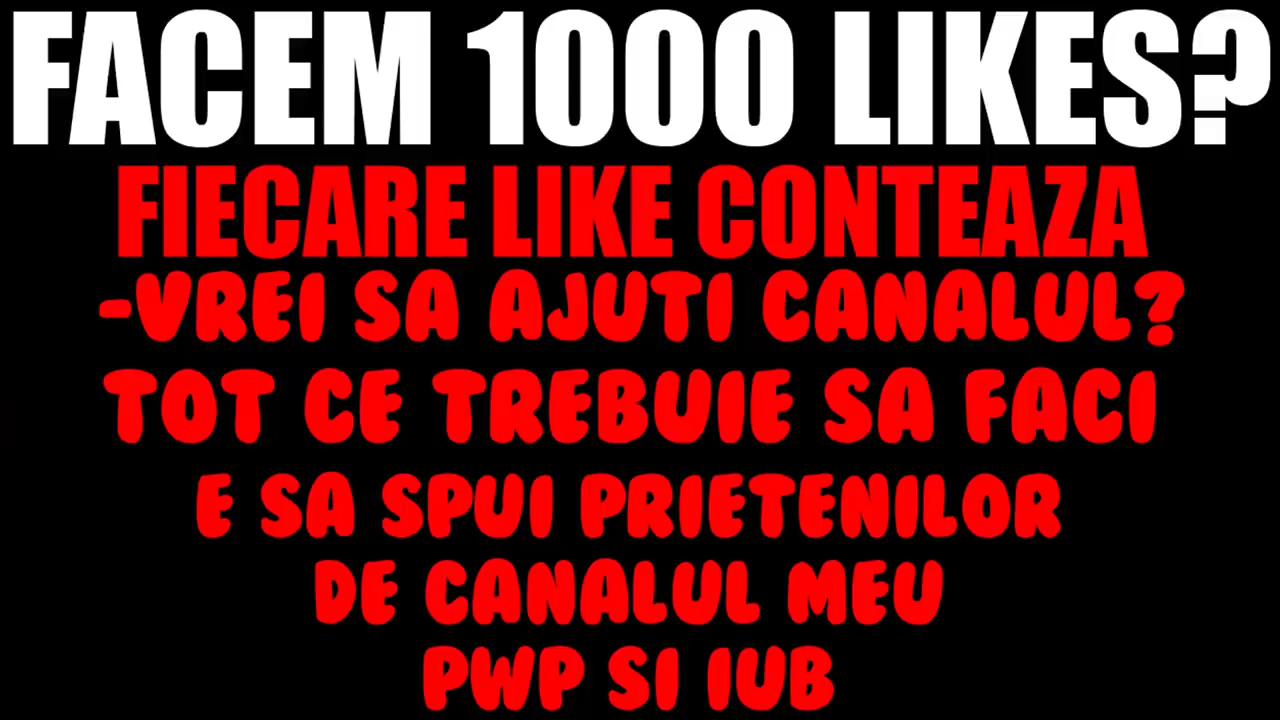 FACEM 1000 LIKES?
FIECARE LIKE CONTEAZA
-VREI SA AJUTI CANALUL?
TOT CE TREBUIE SA FACI
E SA SPUI PRIETENILOR
DE CANALUL MEU
PWP SI IUB